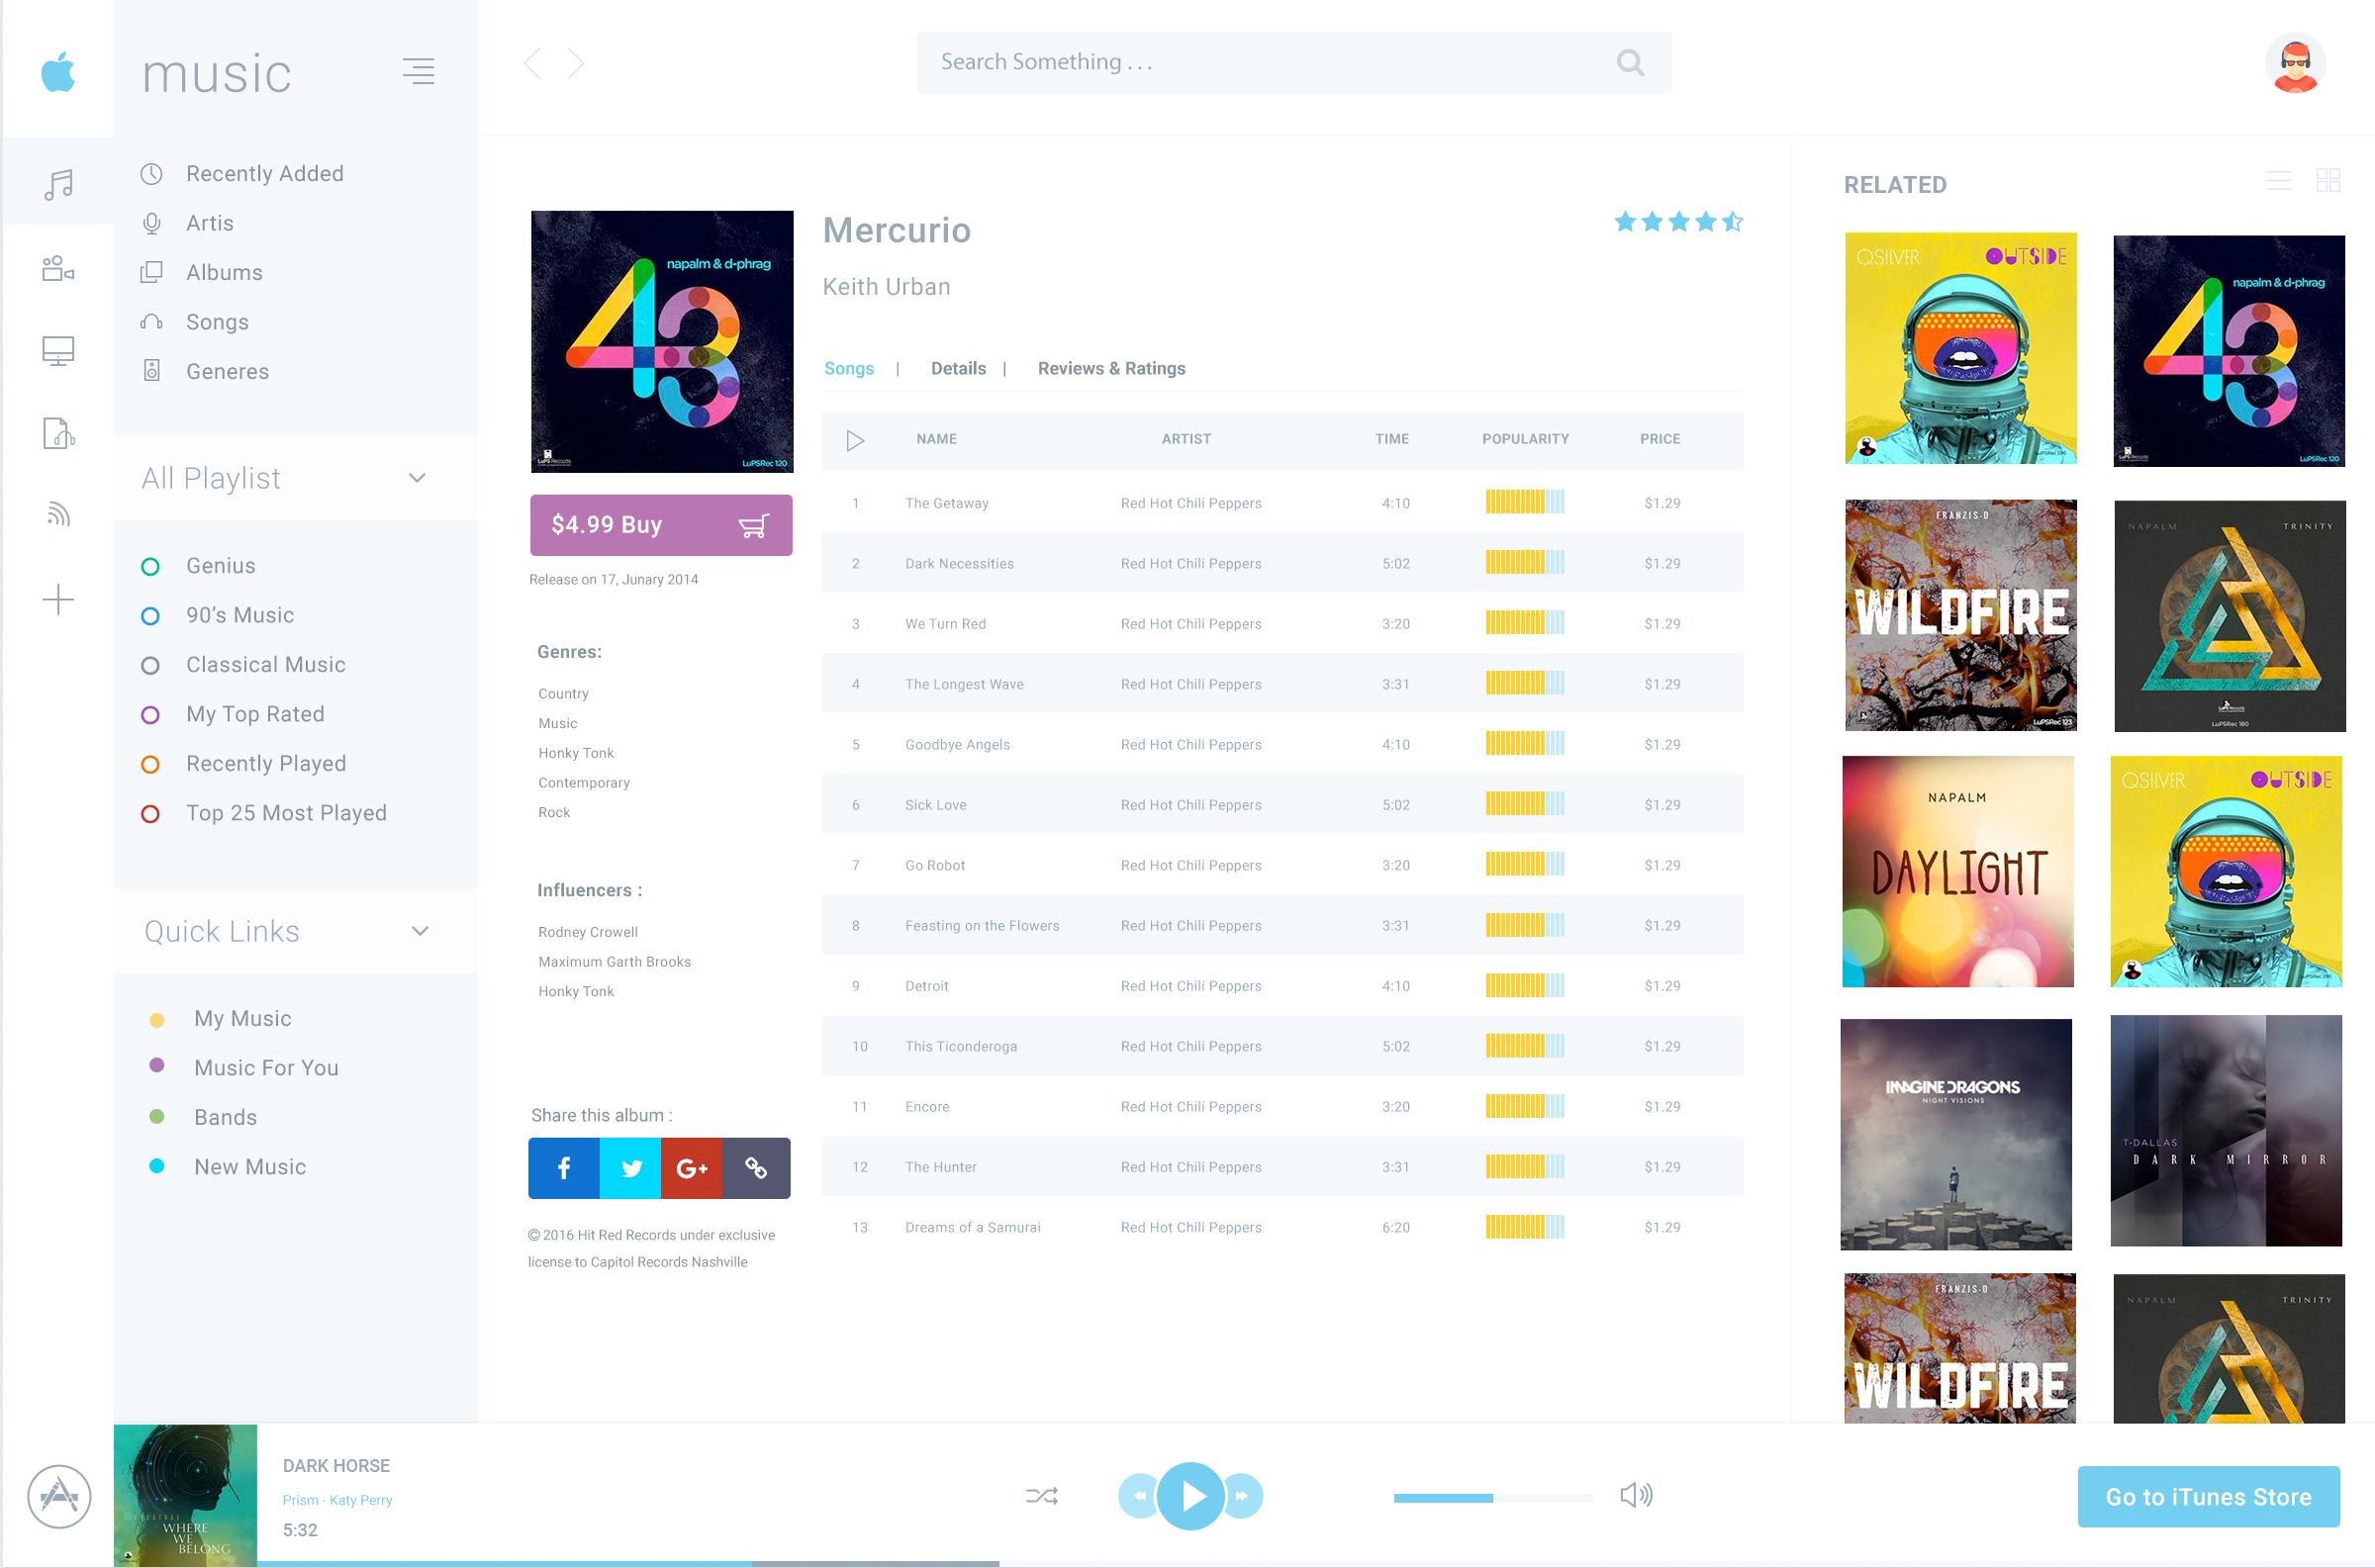 music
Search Something . . .
Recently Added
Artis
Albums
Songs
Generes
All Playlist
Genius
90’s Music
Classical Music
My Top Rated
Recently Played
Top 25 Most Played
Quick Links
My Music
Music For You
Bands
New Music
napalm & d-phrag
43
LuPS Records
LuPSRec 120
$4.99 Buy
Release on 17, Junary 2014
Genres:
Country
Music
Honky Tonk
Contemporary
Rock
Influencers :
Rodney Crowell
Maximum Garth Brooks
Honky Tonk
Share this album :
f G+
© 2016 Hit Red Records under exclusive
license to Capitol Records Nashville
Mercurio
Keith Urban
Songs | Details | Reviews & Ratings
NAME ARTIST TIME POPULARITY PRICE
1 The Getaway Red Hot Chili Peppers 4:10 $1.29
2 Dark Necessities Red Hot Chili Peppers 5:02 $1.29
3 We Turn Red Red Hot Chili Peppers 3:20 $1.29
4 The Longest Wave Red Hot Chili Peppers 3:31 $1.29
5 Goodbye Angels Red Hot Chili Peppers 4:10 $1.29
6 Sick Love Red Hot Chili Peppers 5:02 $1.29
7 Go Robot Red Hot Chili Peppers 3:20 $1.29
8 Feasting on the Flowers Red Hot Chili Peppers 3:31 $1.29
9 Detroit Red Hot Chili Peppers 4:10 $1.29
10 This Ticonderoga Red Hot Chili Peppers 5:02 $1.29
11 Encore Red Hot Chili Peppers 3:20 $1.29
12 The Hunter Red Hot Chili Peppers 3:31 $1.29
13 Dreams of a Samurai Red Hot Chili Peppers 6:20 $1.29
RELATED
QSILVER OUTSIDE
napalm & d-phrag
43
LuPS Records
LuPSRec 120
FRANZIS-D
WILDFIRE
LuPSRec 123
NAPALM TRINITY
LuPSRec 180
NAPALM
DAYLIGHT
QSILVER OUTSIDE
IMAGINE DRAGONS
NIGHT VISIONS
T-DALLAS
DARK MIRROR
FRANZIS-D
WILDFIRE
NAPALM TRINITY
WHERE
WE
BELONG
DARK HORSE
Prism - Katy Perry
5:32
Go to iTunes Store